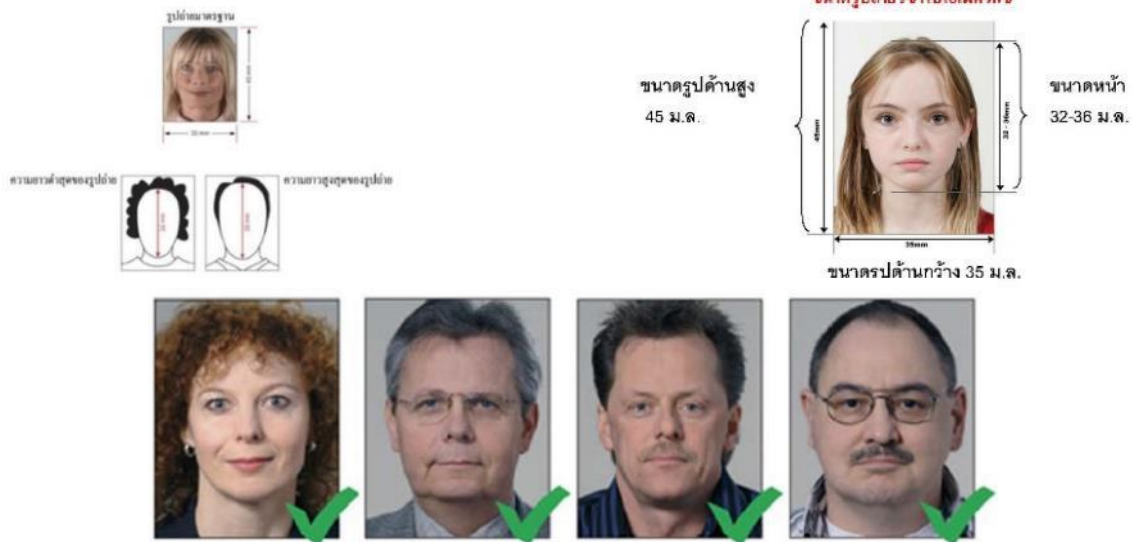 รูปถ่ายมาตรฐาน
45 mm
35 mm
ความยาวต่ำสุดของรูปถ่าย
ความยาวสูงสุดของรูปถ่าย
ขนาดรูปด้านสูง
45 ม.ล.
45mm
32 - 36mm
ขนาดหน้า
32-36 ม.ล.
35mm
ขนาดรูปด้านกว้าง 35 ม.ล.